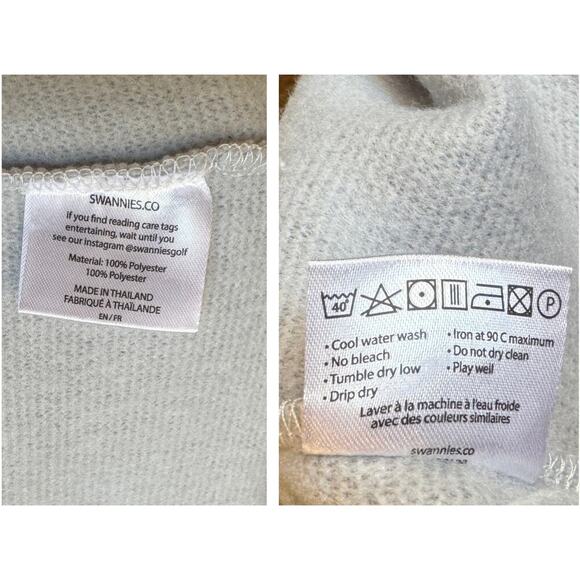 SWANNIES.CO
if you find reading care tags
entertaining, wait until you
see our instagram @swanniesgolf
Material: 100% Polyester
100% Polyester
MADE IN THAILAND
FABRIQUÉ À THAÏLANDE
EN/FR
40°
P
• Cool water wash
• No bleach
• Tumble dry low
• Drip dry
• Iron at 90 C maximum
• Do not dry clean
• Play well
Laver à la machine à l'eau froide
avec des couleurs similaires
swannies.co